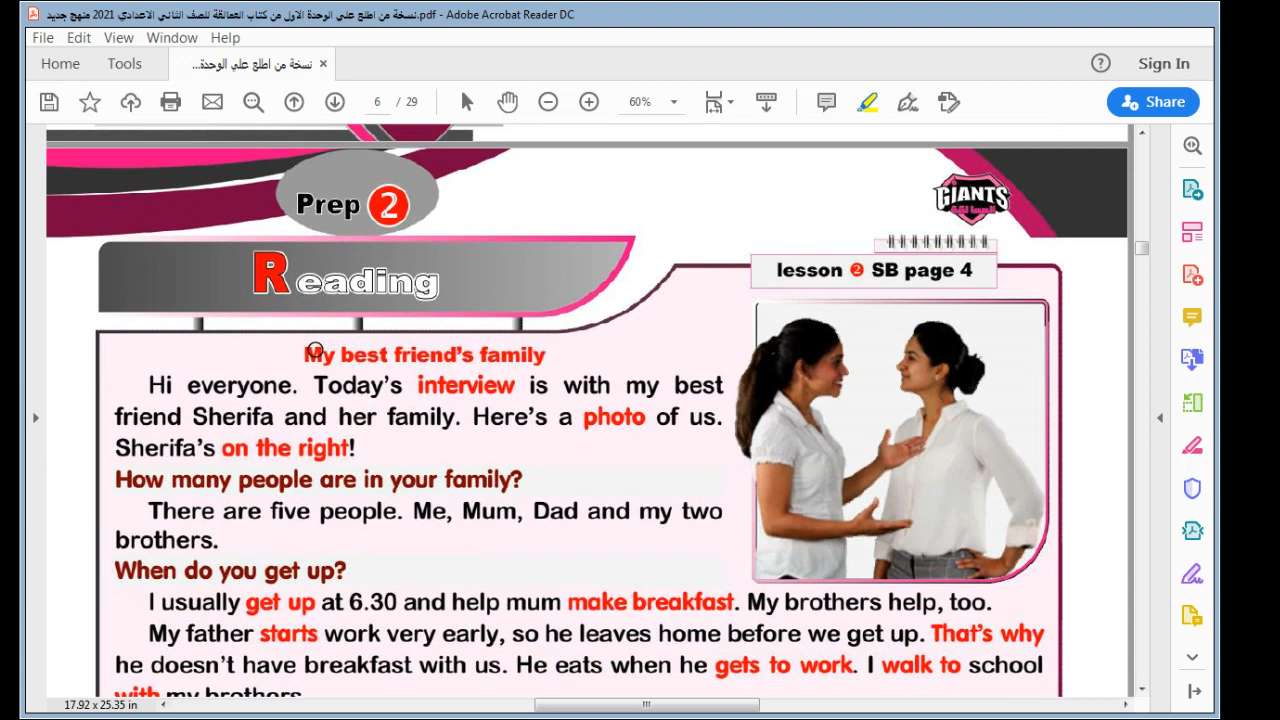 نسخة من اطلع علي الوحدة الاول من كتاب العمالقة للصف الثاني الاعدادي 2021 منهج جديد.pdf - Adobe Acrobat Reader DC
File Edit View Window Help
Home Tools نسخة من اطلع علي الوحدة... × Sign In
6 / 29 60% Share
Prep 2
GIANTS
العمالقة
Reading
lesson 2 SB page 4
My best friend's family
Hi everyone. Today's interview is with my best
friend Sherifa and her family. Here's a photo of us.
Sherifa's on the right!
How many people are in your family?
There are five people. Me, Mum, Dad and my two
brothers.
When do you get up?
I usually get up at 6.30 and help mum make breakfast. My brothers help, too.
My father starts work very early, so he leaves home before we get up. That's why
he doesn't have breakfast with us. He eats when he gets to work. I walk to school
with my brothers
17.92 x 25.35 in